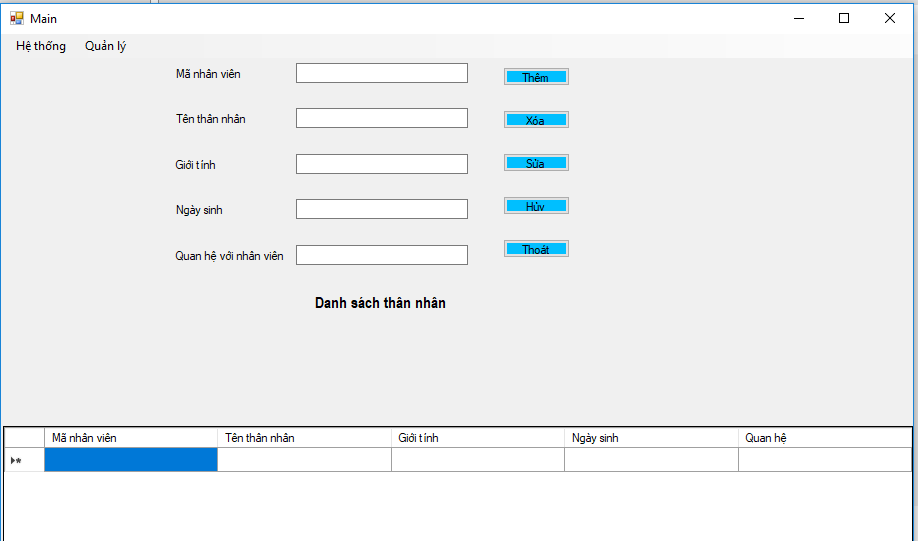 Main
Hệ thống Quản lý
Mã nhân viên
Thêm
Tên thân nhân
Xóa
Giới tính
Sửa
Ngày sinh
Hủy
Quan hệ với nhân viên
Thoát
Danh sách thân nhân
Mã nhân viên Tên thân nhân Giới tính Ngày sinh Quan hệ